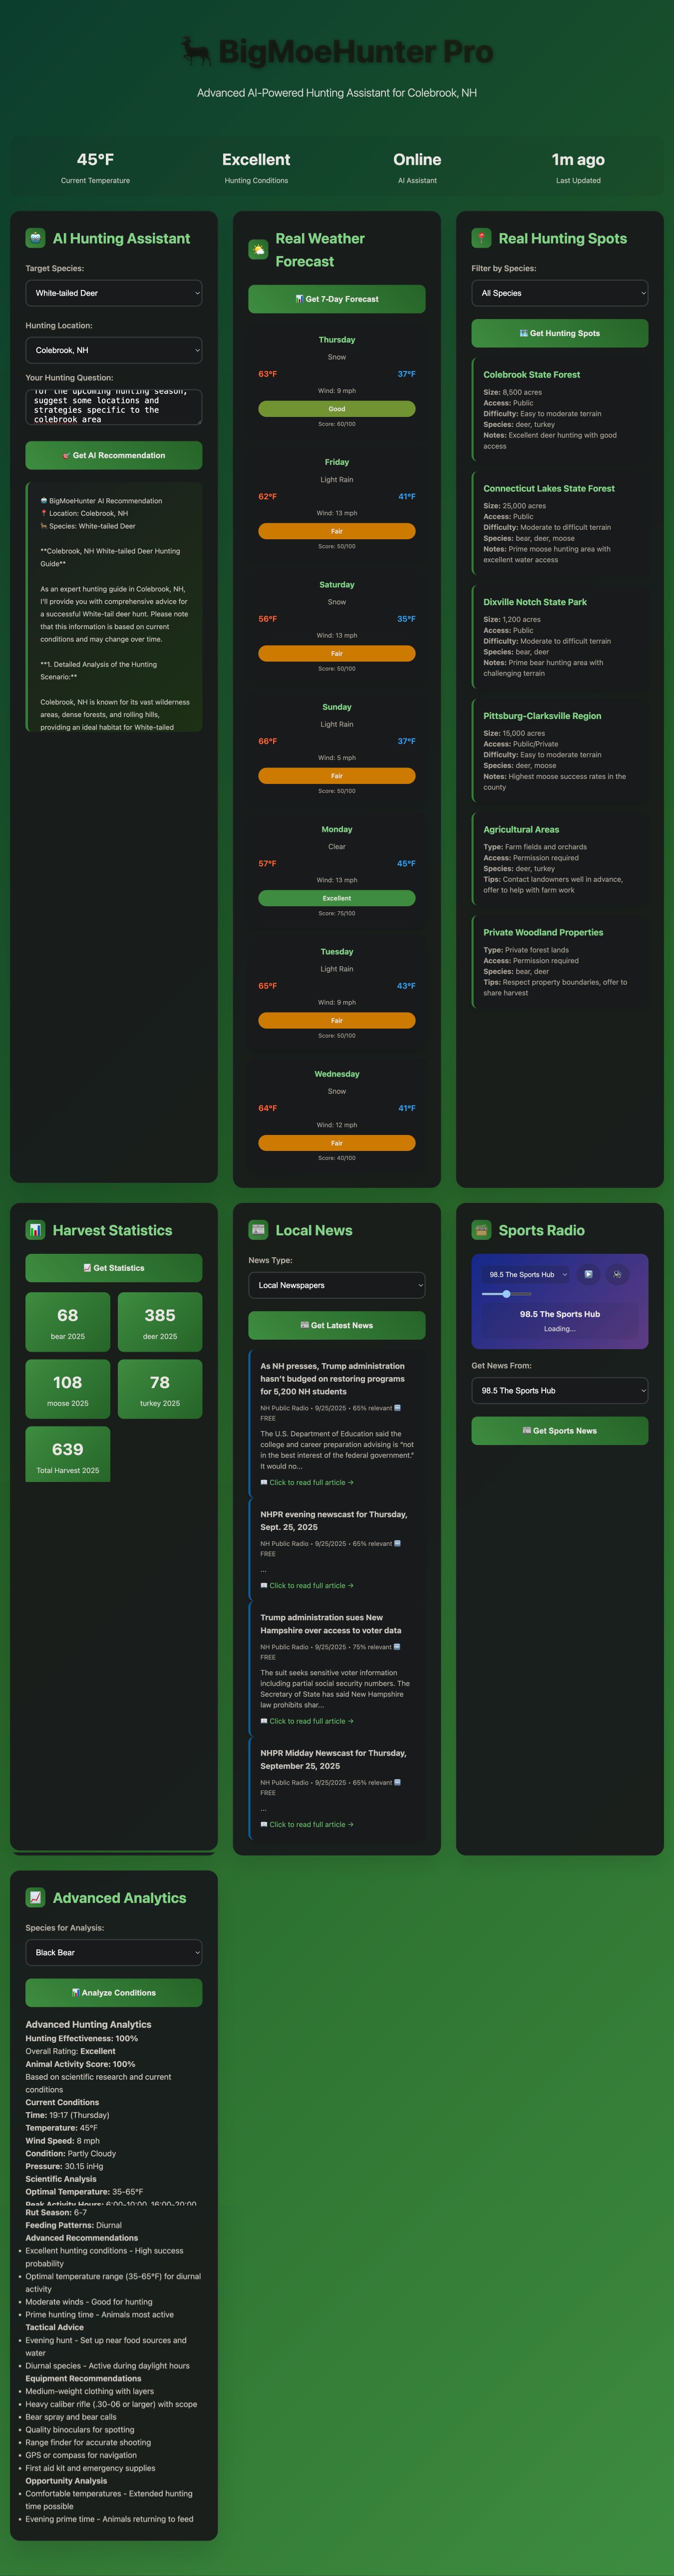 BigMoeHunter Pro
Advanced AI-Powered Hunting Assistant for Colebrook, NH
45°F
Current Temperature
Excellent
Hunting Conditions
Online
AI Assistant
1m ago
Last Updated
AI Hunting Assistant
Target Species:
White-tailed Deer
Hunting Location:
Colebrook, NH
Your Hunting Question:
for the upcoming hunting season,
suggest some locations and
strategies specific to the
colebrook area
Get AI Recommendation
BigMoeHunter AI Recommendation
Location: Colebrook, NH
Species: White-tailed Deer
**Colebrook, NH White-tailed Deer Hunting
Guide**
As an expert hunting guide in Colebrook, NH,
I'll provide you with comprehensive advice for
a successful White-tail deer hunt. Please note
that this information is based on current
conditions and may change over time.
**1. Detailed Analysis of the Hunting
Scenario:**
Colebrook, NH is known for its vast wilderness
areas, dense forests, and rolling hills,
providing an ideal habitat for White-tailed
Real Weather
Forecast
Get 7-Day Forecast
Thursday
Snow
63°F 37°F
Wind: 9 mph
Good
Score: 60/100
Friday
Light Rain
62°F 41°F
Wind: 13 mph
Fair
Score: 50/100
Saturday
Snow
56°F 35°F
Wind: 13 mph
Fair
Score: 50/100
Sunday
Light Rain
66°F 37°F
Wind: 5 mph
Fair
Score: 50/100
Monday
Clear
57°F 45°F
Wind: 13 mph
Excellent
Score: 75/100
Tuesday
Light Rain
65°F 43°F
Wind: 9 mph
Fair
Score: 50/100
Wednesday
Snow
64°F 41°F
Wind: 12 mph
Fair
Score: 40/100
Real Hunting Spots
Filter by Species:
All Species
Get Hunting Spots
Colebrook State Forest
Size: 8,500 acres
Access: Public
Difficulty: Easy to moderate terrain
Species: deer, turkey
Notes: Excellent deer hunting with good
access
Connecticut Lakes State Forest
Size: 25,000 acres
Access: Public
Difficulty: Moderate to difficult terrain
Species: bear, deer, moose
Notes: Prime moose hunting area with
excellent water access
Dixville Notch State Park
Size: 1,200 acres
Access: Public
Difficulty: Moderate to difficult terrain
Species: bear, deer
Notes: Prime bear hunting area with
challenging terrain
Pittsburg-Clarksville Region
Size: 15,000 acres
Access: Public/Private
Difficulty: Easy to moderate terrain
Species: deer, moose
Notes: Highest moose success rates in the
county
Agricultural Areas
Type: Farm fields and orchards
Access: Permission required
Species: deer, turkey
Tips: Contact landowners well in advance,
offer to help with farm work
Private Woodland Properties
Type: Private forest lands
Access: Permission required
Species: bear, deer
Tips: Respect property boundaries, offer to
share harvest
Harvest Statistics
Get Statistics
68
bear 2025
385
deer 2025
108
moose 2025
78
turkey 2025
639
Total Harvest 2025
Local News
News Type:
Local Newspapers
Get Latest News
As NH presses, Trump administration
hasn't budged on restoring programs
for 5,200 NH students
NH Public Radio • 9/25/2025 • 65% relevant
FREE
The U.S. Department of Education said the
college and career preparation advising is "not
in the best interest of the federal government."
It would no...
Click to read full article →
NHPR evening newscast for Thursday,
Sept. 25, 2025
NH Public Radio • 9/25/2025 • 65% relevant
FREE
...
Click to read full article →
Trump administration sues New
Hampshire over access to voter data
NH Public Radio • 9/25/2025 • 75% relevant
FREE
The suit seeks sensitive voter information
including partial social security numbers. The
Secretary of State has said New Hampshire
law prohibits shar...
Click to read full article →
NHPR Midday Newscast for Thursday,
September 25, 2025
NH Public Radio • 9/25/2025 • 65% relevant
FREE
...
Click to read full article →
Sports Radio
98.5 The Sports Hub
98.5 The Sports Hub
Loading...
Get News From:
98.5 The Sports Hub
Get Sports News
Advanced Analytics
Species for Analysis:
Black Bear
Analyze Conditions
Advanced Hunting Analytics
Hunting Effectiveness: 100%
Overall Rating: Excellent
Animal Activity Score: 100%
Based on scientific research and current
conditions
Current Conditions
Time: 19:17 (Thursday)
Temperature: 45°F
Wind Speed: 8 mph
Condition: Partly Cloudy
Pressure: 30.15 inHg
Scientific Analysis
Optimal Temperature: 35-65°F
Peak Activity Hours: 6:00-10:00, 16:00-20:00
Rut Season: 6-7
Feeding Patterns: Diurnal
Advanced Recommendations
• Excellent hunting conditions - High success
probability
• Optimal temperature range (35-65°F) for diurnal
activity
• Moderate winds - Good for hunting
• Prime hunting time - Animals most active
Tactical Advice
• Evening hunt - Set up near food sources and
water
• Diurnal species - Active during daylight hours
Equipment Recommendations
• Medium-weight clothing with layers
• Heavy caliber rifle (.30-06 or larger) with scope
• Bear spray and bear calls
• Quality binoculars for spotting
• Range finder for accurate shooting
• GPS or compass for navigation
• First aid kit and emergency supplies
Opportunity Analysis
• Comfortable temperatures - Extended hunting
time possible
• Evening prime time - Animals returning to feed